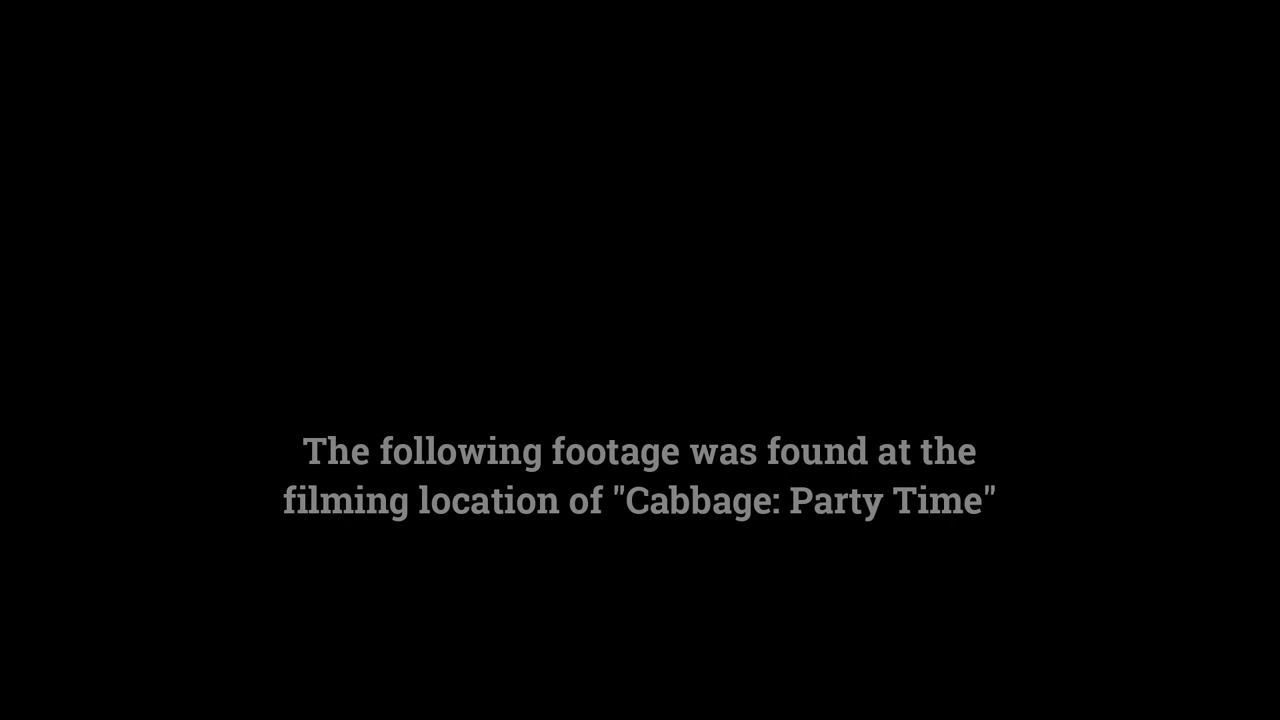 The following footage was found at the
filming location of "Cabbage: Party Time"